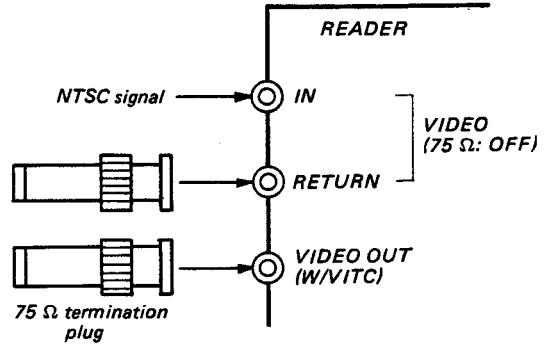 READER
NTSC signal
IN
VIDEO
(75 Ω: OFF)
RETURN
VIDEO OUT
(W/VITC)
75 Ω termination
plug